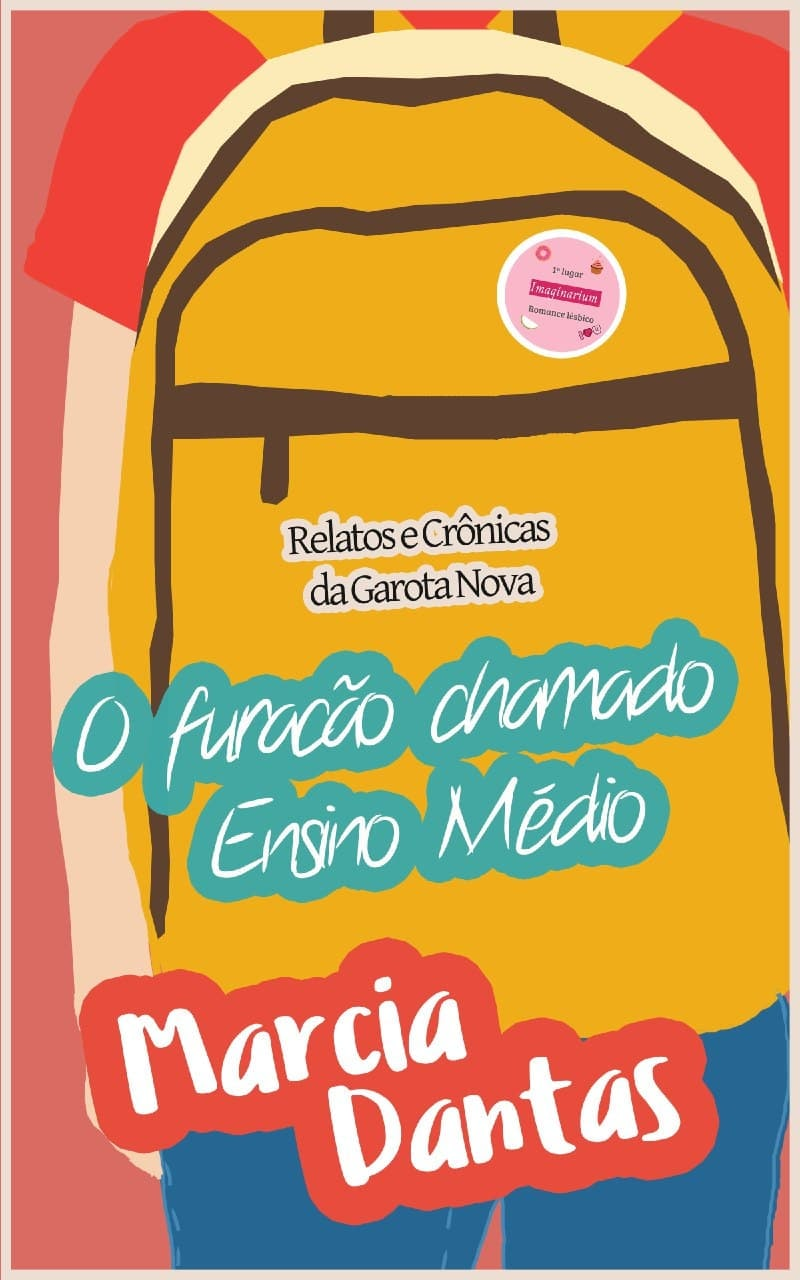 1º lugar
Imaginarium
Romance lésbico
I U
Relatos e Crônicas
da Garota Nova
O furacão chamado
Ensino Médio
Marcia
Dantas